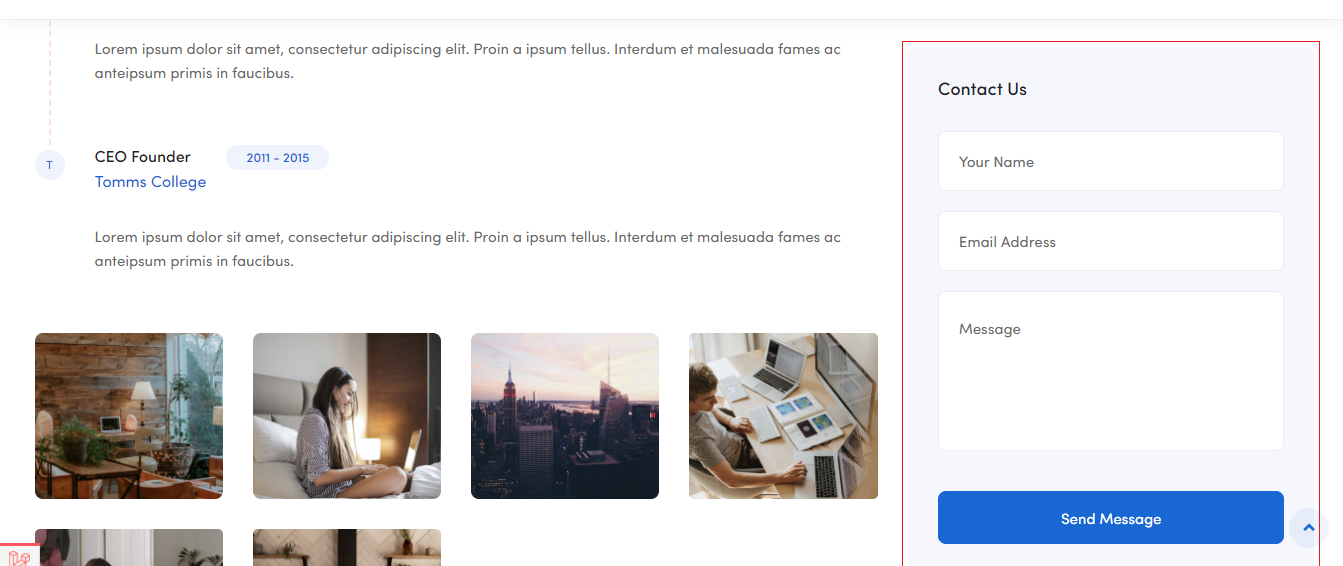 Lorem ipsum dolor sit amet, consectetur adipiscing elit. Proin a ipsum tellus. Interdum et malesuada fames ac
anteipsum primis in faucibus.
T
CEO Founder
2011 - 2015
Tomms College
Lorem ipsum dolor sit amet, consectetur adipiscing elit. Proin a ipsum tellus. Interdum et malesuada fames ac
anteipsum primis in faucibus.
Contact Us
Your Name
Email Address
Message
Send Message